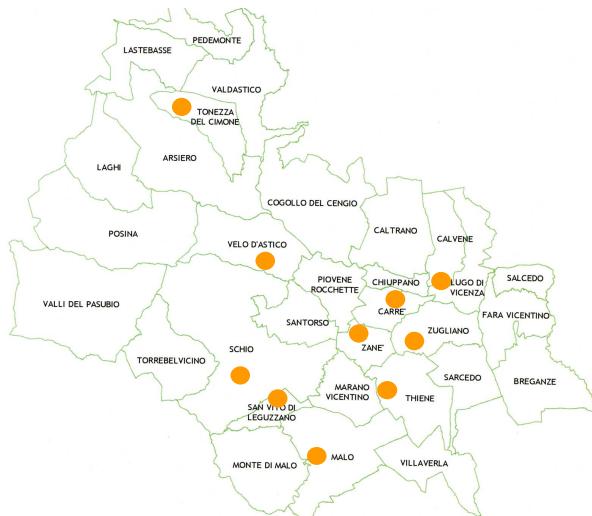 PEDEMONTE
LASTEBASSE
VALDASTICO
TONEZZA
DEL CIMONE
ARSIERO
LAGHI
COGOLLO DEL CENGIO
POSINA
CALTRANO
CALVENE
VELO D'ASTICO
PIOVENE
ROCCHETTE
CHIUPPANO
LUGO DI
VICENZA
SALCEDO
VALLI DEL PASUBIO
CARRE'
FARA VICENTINO
SANTORSO
ZUGLIANO
ZANE'
SCHIO
TORREBELVICINO
SARCEDO
BREGANZE
MARANO
VICENTINO
THIENE
SAN VITO DI
LEGUZZANO
MALO
MONTE DI MALO
VILLAVERLA